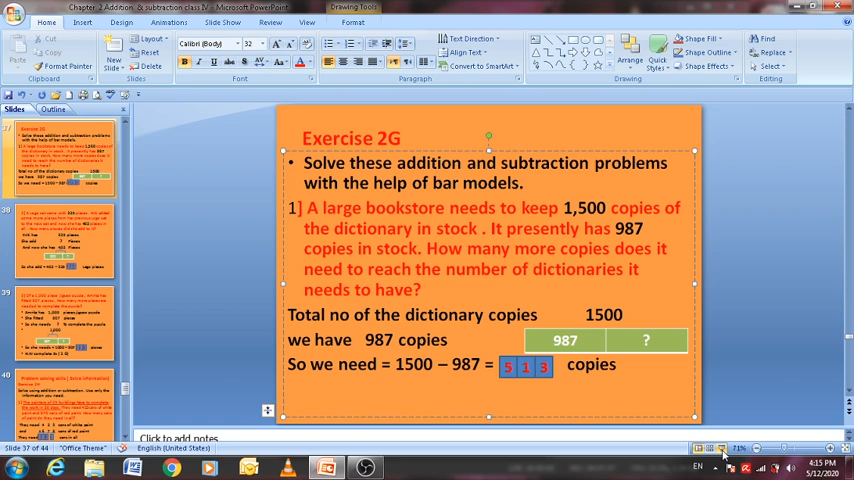 Chapter 2 Addition & subtraction class IV - Microsoft PowerPoint
Drawing Tools
Home Insert Design Animations Slide Show Review View Format
Cut
Copy
Format Painter
Paste
Clipboard
New Slide
Layout
Reset
Delete
Slides
Calibri (Body) 32
Font
Paragraph
Text Direction
Align Text
Convert to SmartArt
Arrange
Quick Styles
Shape Fill
Shape Outline
Shape Effects
Drawing
Find
Replace
Select
Editing
Slides Outline
37
38
39
40
Exercise 2G
• Solve these addition and subtraction problems
with the help of bar models.
1] A large bookstore needs to keep 1,500 copies of
the dictionary in stock . It presently has 987
copies in stock. How many more copies does it
need to reach the number of dictionaries it
needs to have?
Total no of the dictionary copies 1500
we have 987 copies 987 ?
So we need = 1500 – 987 = 5 1 3 copies
Click to add notes
Slide 37 of 44 "Office Theme" English (United States) 71%
EN 4:15 PM
5/12/2020